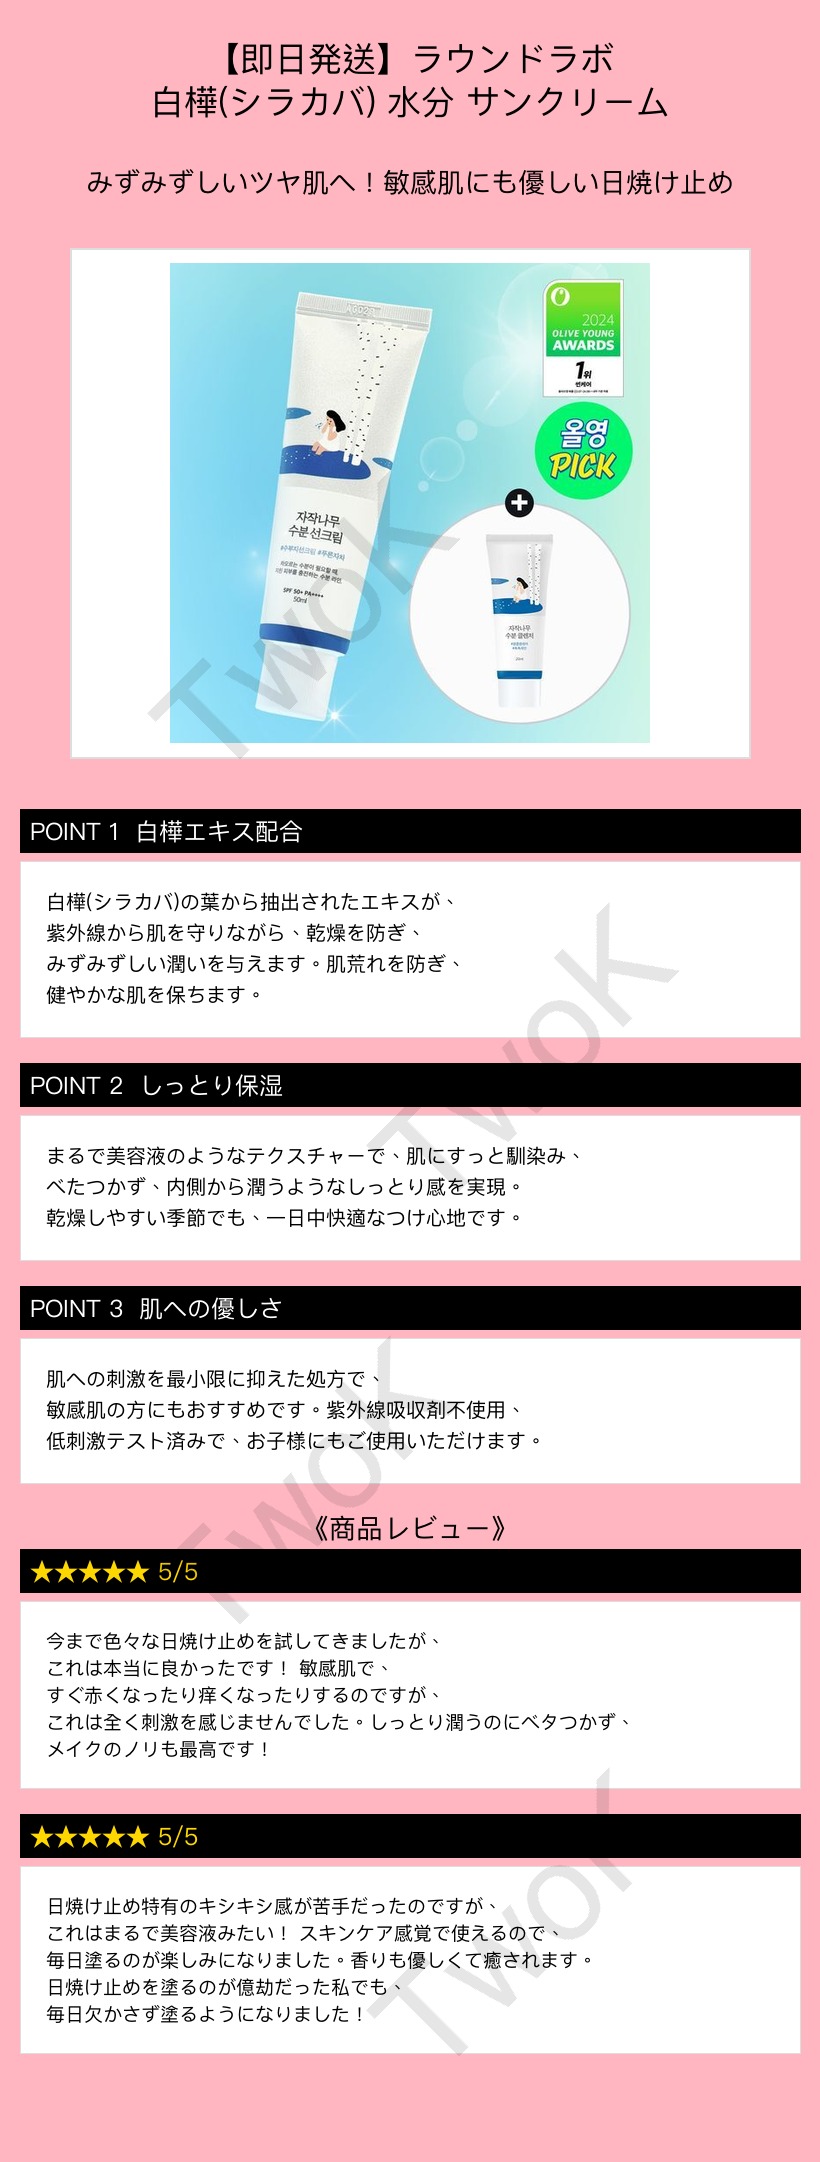 【即日発送】ラウンドラボ
白樺(シラカバ) 水分 サンクリーム
みずみずしいツヤ肌へ！敏感肌にも優しい日焼け止め
2024
OLIVE YOUNG
AWARDS
1위
썬케어
올영
PICK
자작나무
수분 선크림
#수부지선크림 #푸른자차
SPF 50+ PA++++
50ml
자작나무
수분 클렌저
TwoK
POINT 1 白樺エキス配合
白樺(シラカバ)の葉から抽出されたエキスが、
紫外線から肌を守りながら、乾燥を防ぎ、
みずみずしい潤いを与えます。肌荒れを防ぎ、
健やかな肌を保ちます。
TwoK
POINT 2 しっとり保湿
まるで美容液のようなテクスチャーで、肌にすっと馴染み、
べたつかず、内側から潤うようなしっとり感を実現。
乾燥しやすい季節でも、一日中快適なつけ心地です。
POINT 3 肌への優しさ
肌への刺激を最小限に抑えた処方で、
敏感肌の方にもおすすめです。紫外線吸収剤不使用、
低刺激テスト済みで、お子様にもご使用いただけます。
TwoK
《商品レビュー》
★★★★★ 5/5
今まで色々な日焼け止めを試してきましたが、
これは本当に良かったです！ 敏感肌で、
すぐ赤くなったり痒くなったりするのですが、
これは全く刺激を感じませんでした。しっとり潤うのにベタつかず、
メイクのノリも最高です！
★★★★★ 5/5
日焼け止め特有のキシキシ感が苦手だったのですが、
これはまるで美容液みたい！ スキンケア感覚で使えるので、
毎日塗るのが楽しみになりました。香りも優しくて癒されます。
日焼け止めを塗るのが億劫だった私でも、
毎日欠かさず塗るようになりました！
TwoK